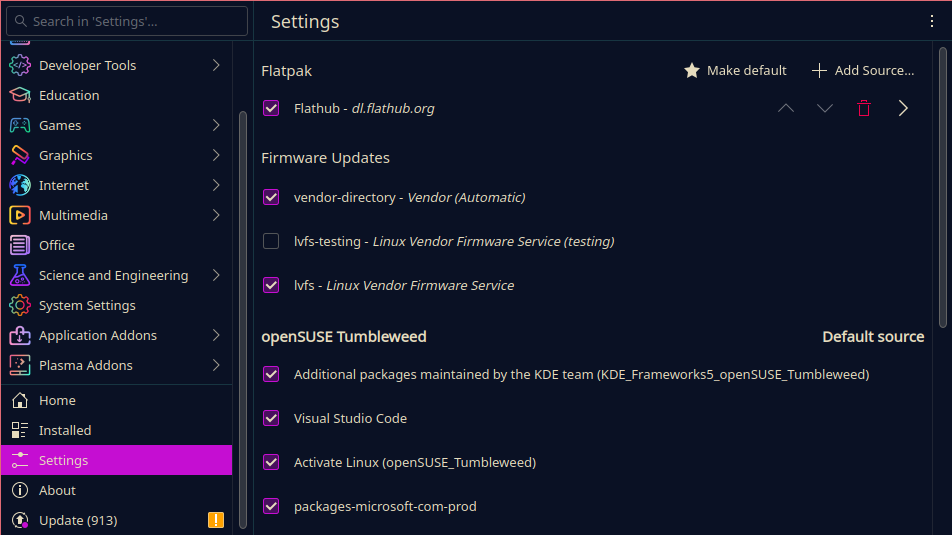 Search in 'Settings'...
Developer Tools
Education
Games
Graphics
Internet
Multimedia
Office
Science and Engineering
System Settings
Application Addons
Plasma Addons
Home
Installed
Settings
About
Update (913)
Settings
Flatpak
Make default
Add Source...
Flathub - dl.flathub.org
Firmware Updates
vendor-directory - Vendor (Automatic)
lvfs-testing - Linux Vendor Firmware Service (testing)
lvfs - Linux Vendor Firmware Service
openSUSE Tumbleweed
Default source
Additional packages maintained by the KDE team (KDE_Frameworks5_openSUSE_Tumbleweed)
Visual Studio Code
Activate Linux (openSUSE_Tumbleweed)
packages-microsoft-com-prod